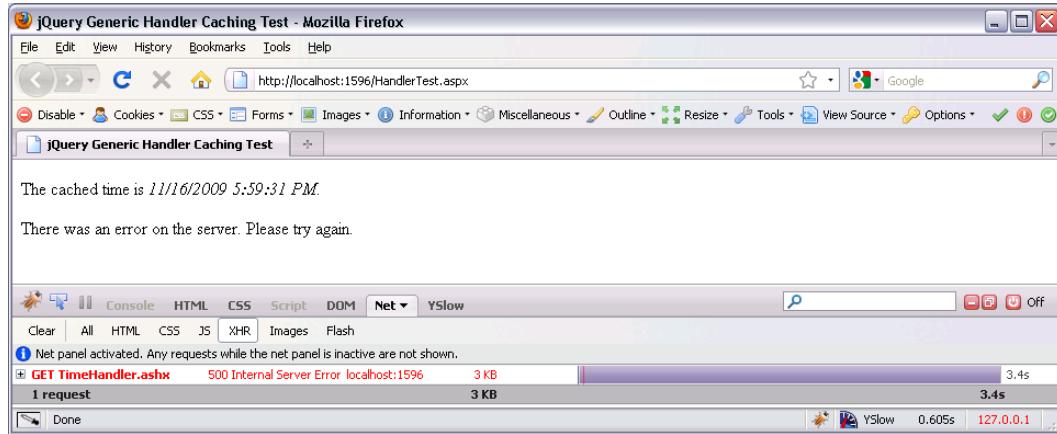 jQuery Generic Handler Caching Test - Mozilla Firefox
File Edit View History Bookmarks Tools Help
http://localhost:1596/HandlerTest.aspx Google
Disable Cookies CSS Forms Images Information Miscellaneous Outline Resize Tools View Source Options
jQuery Generic Handler Caching Test
The cached time is 11/16/2009 5:59:31 PM.
There was an error on the server. Please try again.
Console HTML CSS Script DOM Net YSlow Off
Clear All HTML CSS JS XHR Images Flash
Net panel activated. Any requests while the net panel is inactive are not shown.
GET TimeHandler.ashx 500 Internal Server Error localhost:1596 3 KB 3.4s
1 request 3 KB 3.4s
Done YSlow 0.605s 127.0.0.1